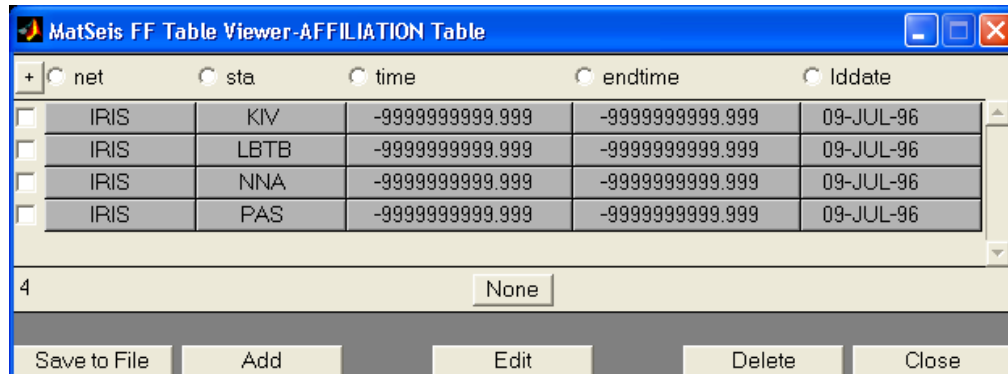 MatSeis FF Table Viewer-AFFILIATION Table
+ net sta time endtime lddate
IRIS KIV -9999999999.999 -9999999999.999 09-JUL-96
IRIS LBTB -9999999999.999 -9999999999.999 09-JUL-96
IRIS NNA -9999999999.999 -9999999999.999 09-JUL-96
IRIS PAS -9999999999.999 -9999999999.999 09-JUL-96
4 None
Save to File Add Edit Delete Close